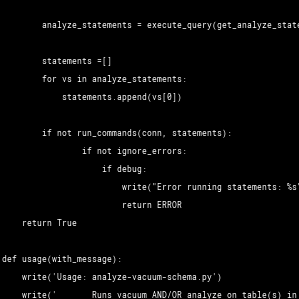 analyze_statements = execute_query(get_analyze_state
statements =[]
for vs in analyze_statements:
statements.append(vs[0])
if not run_commands(conn, statements):
if not ignore_errors:
if debug:
write("Error running statements: %s"
return ERROR
return True
def usage(with_message):
write('Usage: analyze-vacuum-schema.py')
write(' Runs vacuum AND/OR analyze on table(s) in